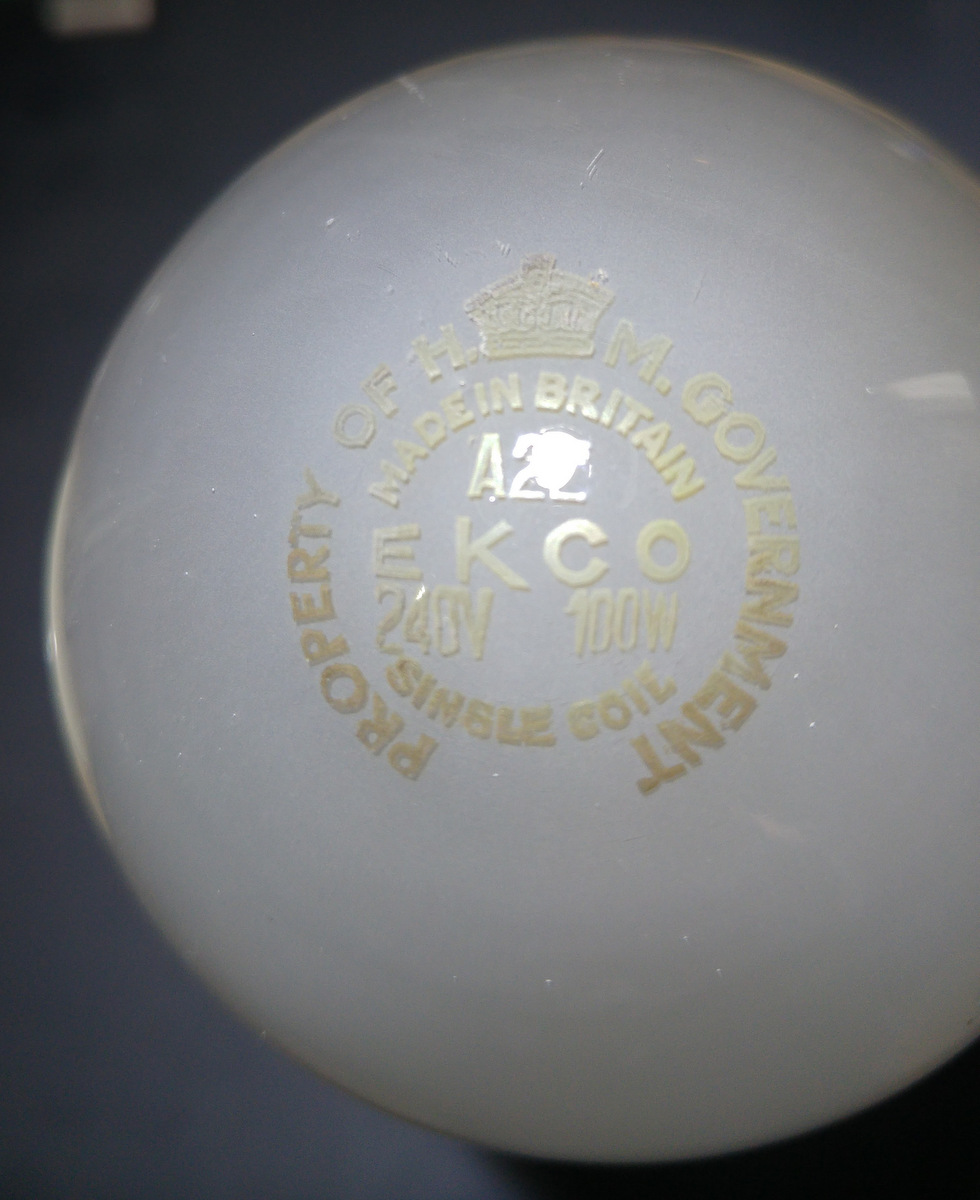 PROPERTY OF H. M. GOVERNMENT
MADE IN BRITAIN
EKCO
240V 100W
SINGLE COIL